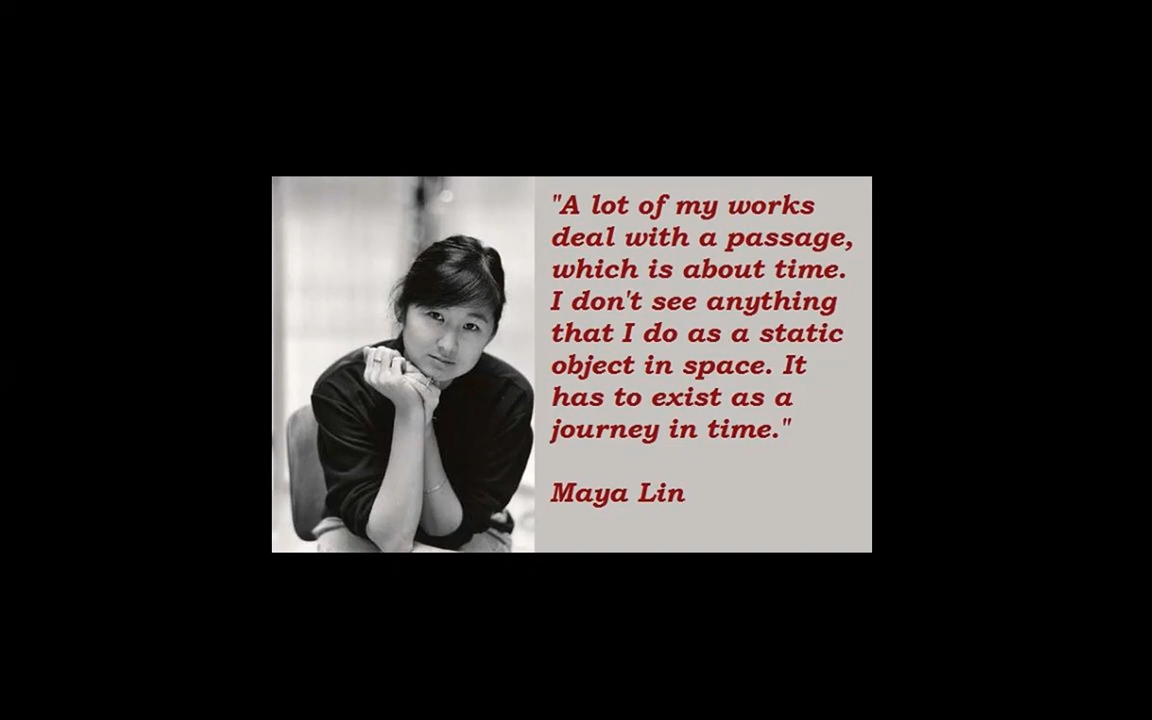 "A lot of my works
deal with a passage,
which is about time.
I don't see anything
that I do as a static
object in space. It
has to exist as a
journey in time."
Maya Lin